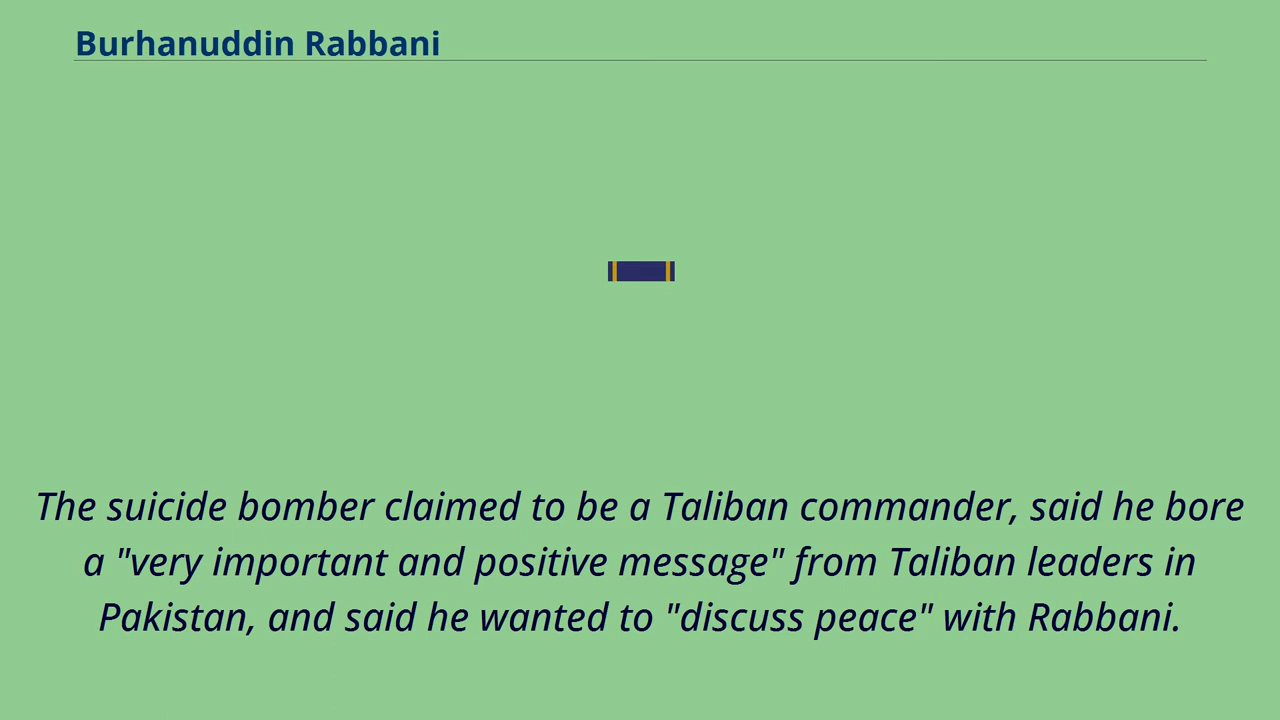 Burhanuddin Rabbani
The suicide bomber claimed to be a Taliban commander, said he bore
a "very important and positive message" from Taliban leaders in
Pakistan, and said he wanted to "discuss peace" with Rabbani.